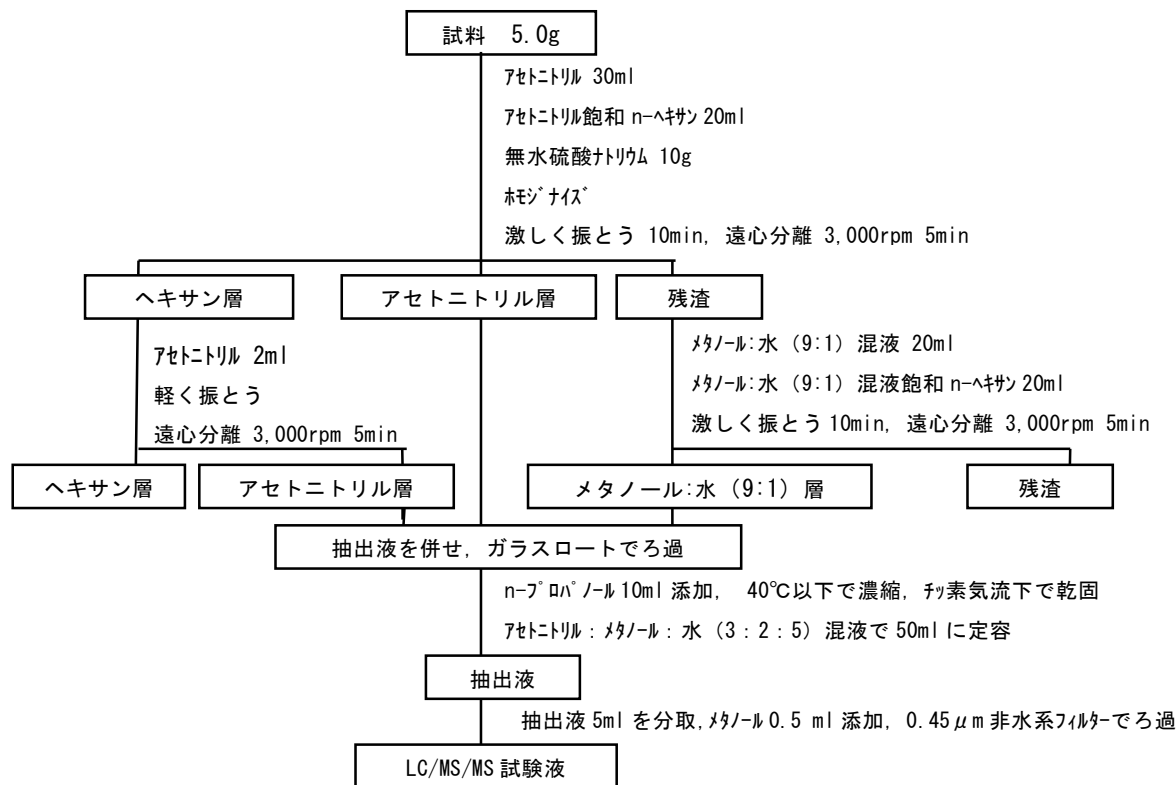 試料　5.0g
ｱｾﾄﾆﾄﾘﾙ 30ml
ｱｾﾄﾆﾄﾘﾙ飽和 n-ﾍｷｻﾝ 20ml
無水硫酸ﾅﾄﾘｳﾑ 10g
ﾎﾓｼﾞﾅｲｽﾞ
激しく振とう 10min, 遠心分離 3,000rpm 5min
ヘキサン層
アセトニトリル層
残渣
ｱｾﾄﾆﾄﾘﾙ 2ml
軽く振とう
遠心分離 3,000rpm 5min
ﾒﾀﾉｰﾙ:水（9:1）混液 20ml
ﾒﾀﾉｰﾙ:水（9:1）混液飽和 n-ﾍｷｻﾝ 20ml
激しく振とう 10min, 遠心分離 3,000rpm 5min
ヘキサン層
アセトニトリル層
メタノール:水（9:1）層
残渣
抽出液を併せ, ガラスロートでろ過
n-ﾌﾟﾛﾊﾟﾉｰﾙ 10ml 添加,　40℃以下で濃縮, ﾁｯ素気流下で乾固
ｱｾﾄﾆﾄﾘﾙ：ﾒﾀﾉｰﾙ：水（3：2：5）混液で 50ml に定容
抽出液
抽出液 5ml を分取, ﾒﾀﾉｰﾙ 0.5 ml 添加, 0.45μm 非水系ﾌｨﾙﾀｰでろ過
LC/MS/MS 試験液